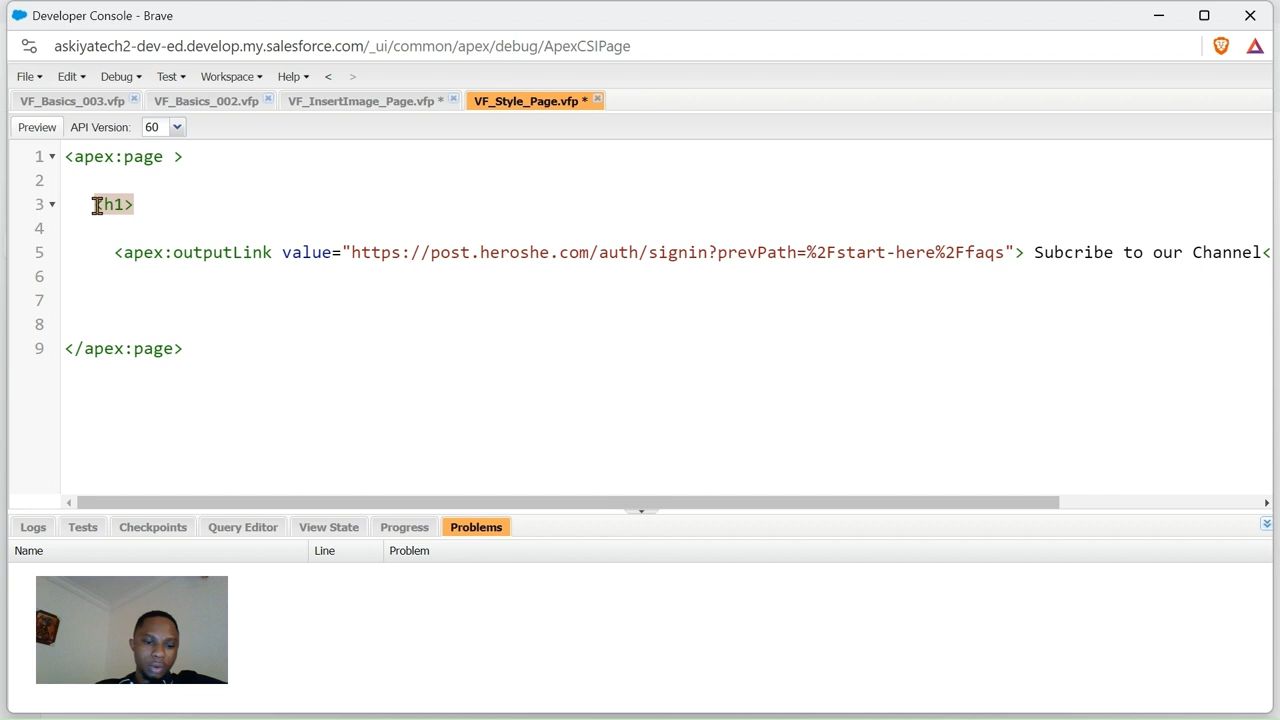 Developer Console - Brave
askiyatech2-dev-ed.develop.my.salesforce.com/_ui/common/apex/debug/ApexCSIPage
File Edit Debug Test Workspace Help < >
VF_Basics_003.vfp VF_Basics_002.vfp VF_InsertImage_Page.vfp * VF_Style_Page.vfp *
Preview API Version: 60
1 <apex:page >
2
3 <h1>
4
5 <apex:outputLink value="https://post.heroshe.com/auth/signin?prevPath=%2Fstart-here%2Ffaqs"> Subcribe to our Channel<
6
7
8
9 </apex:page>
Logs Tests Checkpoints Query Editor View State Progress Problems
Name Line Problem